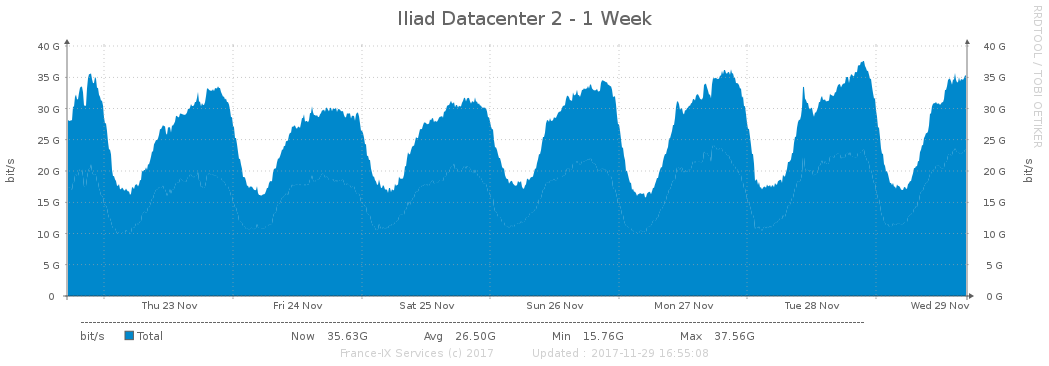 Iliad Datacenter 2 - 1 Week
RRDTOOL / TOBI OETIKER
40 G 40 G
35 G 35 G
30 G 30 G
25 G 25 G
20 G 20 G
15 G 15 G
10 G 10 G
5 G 5 G
0 0 G
bit/s
bit/s
Thu 23 Nov Fri 24 Nov Sat 25 Nov Sun 26 Nov Mon 27 Nov Tue 28 Nov Wed 29 Nov
bit/s Total Now 35.63G Avg 26.50G Min 15.76G Max 37.56G
France-IX Services (c) 2017 Updated : 2017-11-29 16:55:08